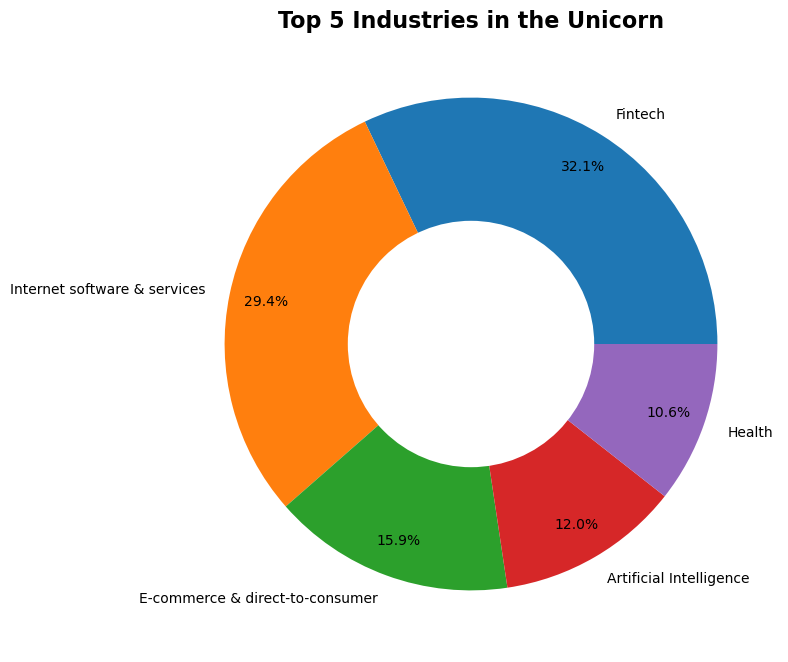 Top 5 Industries in the Unicorn
Fintech
32.1%
Internet software & services
29.4%
15.9%
E-commerce & direct-to-consumer
12.0%
Artificial Intelligence
10.6%
Health